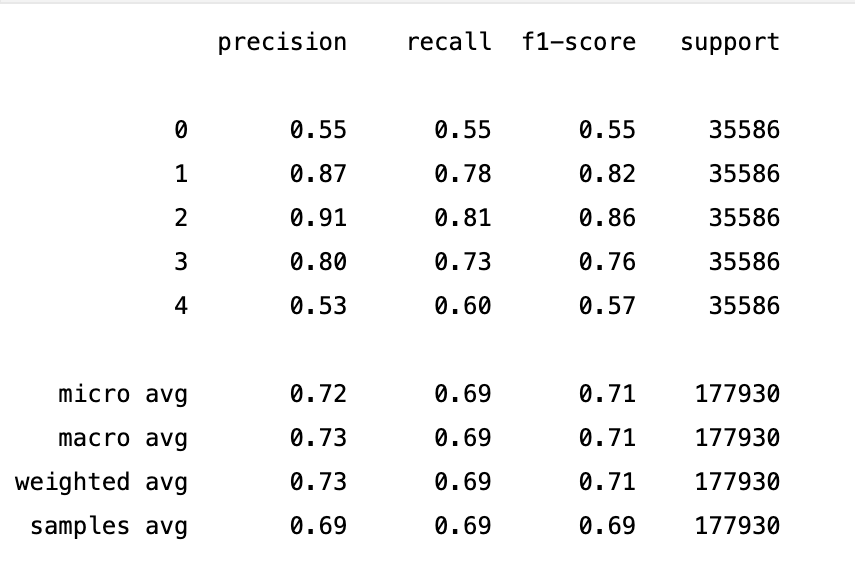 precision recall f1-score support
0 0.55 0.55 0.55 35586
1 0.87 0.78 0.82 35586
2 0.91 0.81 0.86 35586
3 0.80 0.73 0.76 35586
4 0.53 0.60 0.57 35586
micro avg 0.72 0.69 0.71 177930
macro avg 0.73 0.69 0.71 177930
weighted avg 0.73 0.69 0.71 177930
samples avg 0.69 0.69 0.69 177930